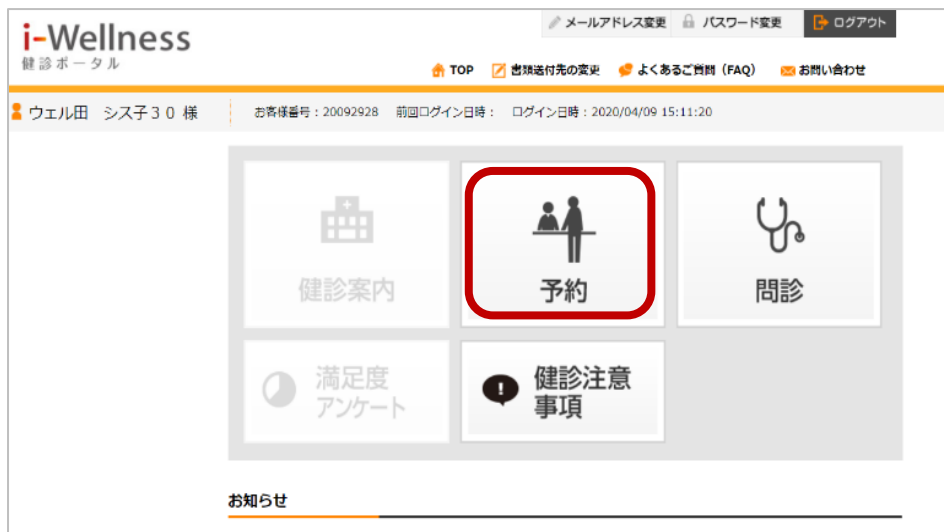 i-Wellness
健診ポータル
メールアドレス変更 パスワード変更 ログアウト
TOP 書類送付先の変更 よくあるご質問（FAQ） お問い合わせ
ウェル田 シス子３０ 様 お客様番号：20092928 前回ログイン日時： ログイン日時：2020/04/09 15:11:20
健診案内
予約
問診
満足度
アンケート
健診注意
事項
お知らせ